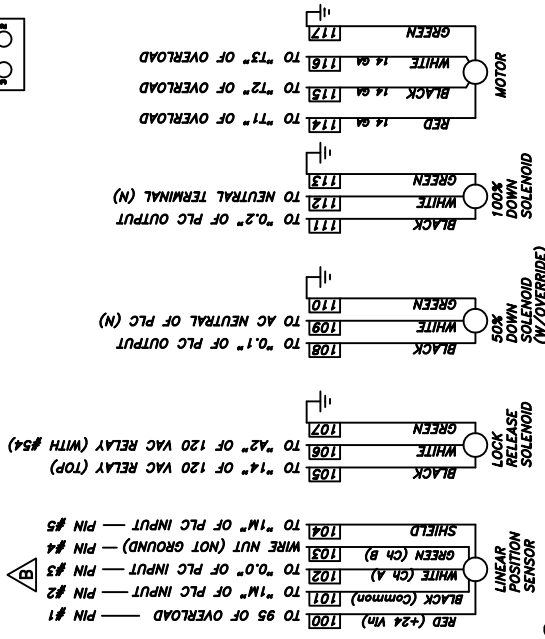 LINEAR
POSITION
SENSOR
RED (+24 Vin) 100 TO 95 OF OVERLOAD — PIN #1
BLACK (Common) 101 TO "1M" OF PLC INPUT — PIN #2
WHITE (Ch A) 102 TO "0.0" OF PLC INPUT — PIN #3
GREEN (Ch B) 103 WIRE NUT (NOT GROUND) — PIN #4
SHIELD 104 TO "1M" OF PLC INPUT — PIN #5
B
LOCK
RELEASE
SOLENOID
BLACK 105 TO "14" OF 120 VAC RELAY (TOP)
WHITE 106 TO "A2" OF 120 VAC RELAY (WITH #54)
GREEN 107
50%
DOWN
SOLENOID
(W/OVERRIDE)
BLACK 108 TO "0.1" OF PLC OUTPUT
WHITE 109 TO AC NEUTRAL OF PLC (N)
GREEN 110
100%
DOWN
SOLENOID
BLACK 111 TO "0.2" OF PLC OUTPUT
WHITE 112 TO NEUTRAL TERMINAL (N)
GREEN 113
MOTOR
RED 14 GA 114 TO "T1" OF OVERLOAD
BLACK 14 GA 115 TO "T2" OF OVERLOAD
WHITE 14 GA 116 TO "T3" OF OVERLOAD
GREEN 117